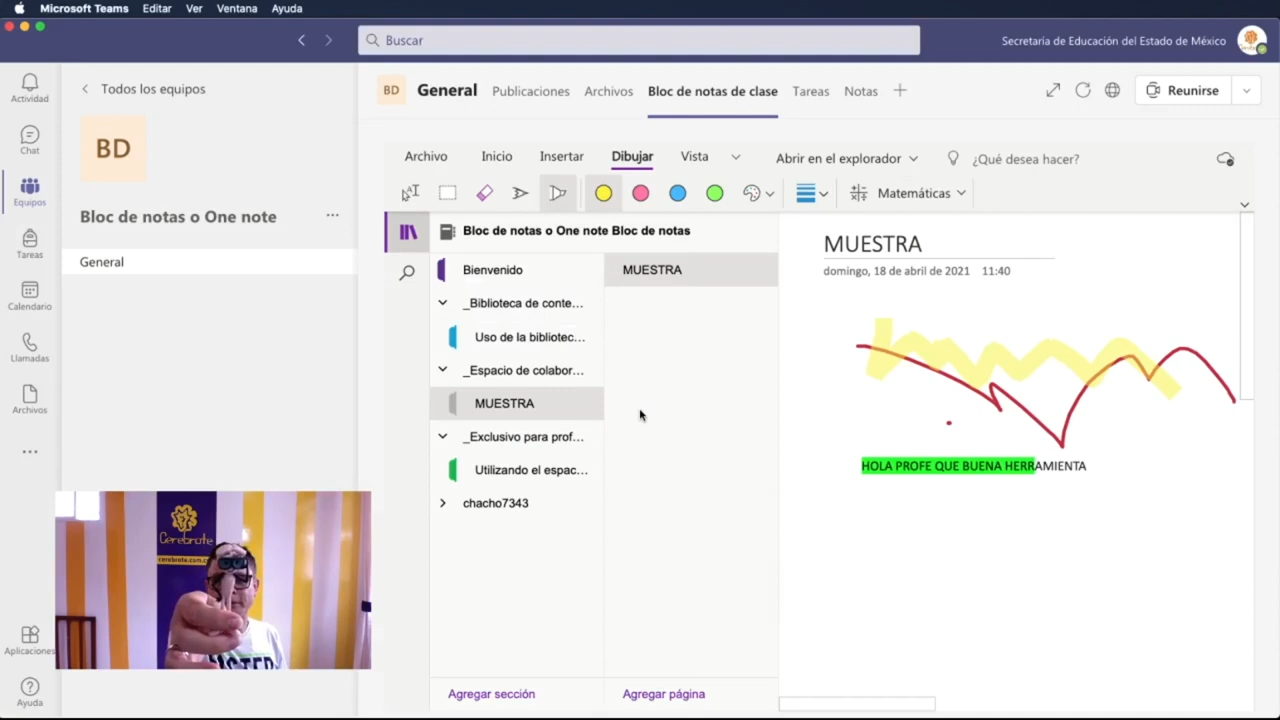 Microsoft Teams Editar Ver Ventana Ayuda
Buscar
Secretaría de Educación del Estado de México
Actividad
Chat
Equipos
Tareas
Calendario
Llamadas
Archivos
Aplicaciones
Ayuda
Todos los equipos
BD
Bloc de notas o One note
General
BD General Publicaciones Archivos Bloc de notas de clase Tareas Notas
Reunirse
Archivo Inicio Insertar Dibujar Vista Abrir en el explorador ¿Qué desea hacer?
Matemáticas
Bloc de notas o One note Bloc de notas
Bienvenido
_Biblioteca de conte...
Uso de la bibliotec...
_Espacio de colabor...
MUESTRA
_Exclusivo para prof...
Utilizando el espac...
chacho7343
Agregar sección
MUESTRA
Agregar página
MUESTRA
domingo, 18 de abril de 2021 11:40
HOLA PROFE QUE BUENA HERRAMIENTA
Cerebrote
cerebrote.com